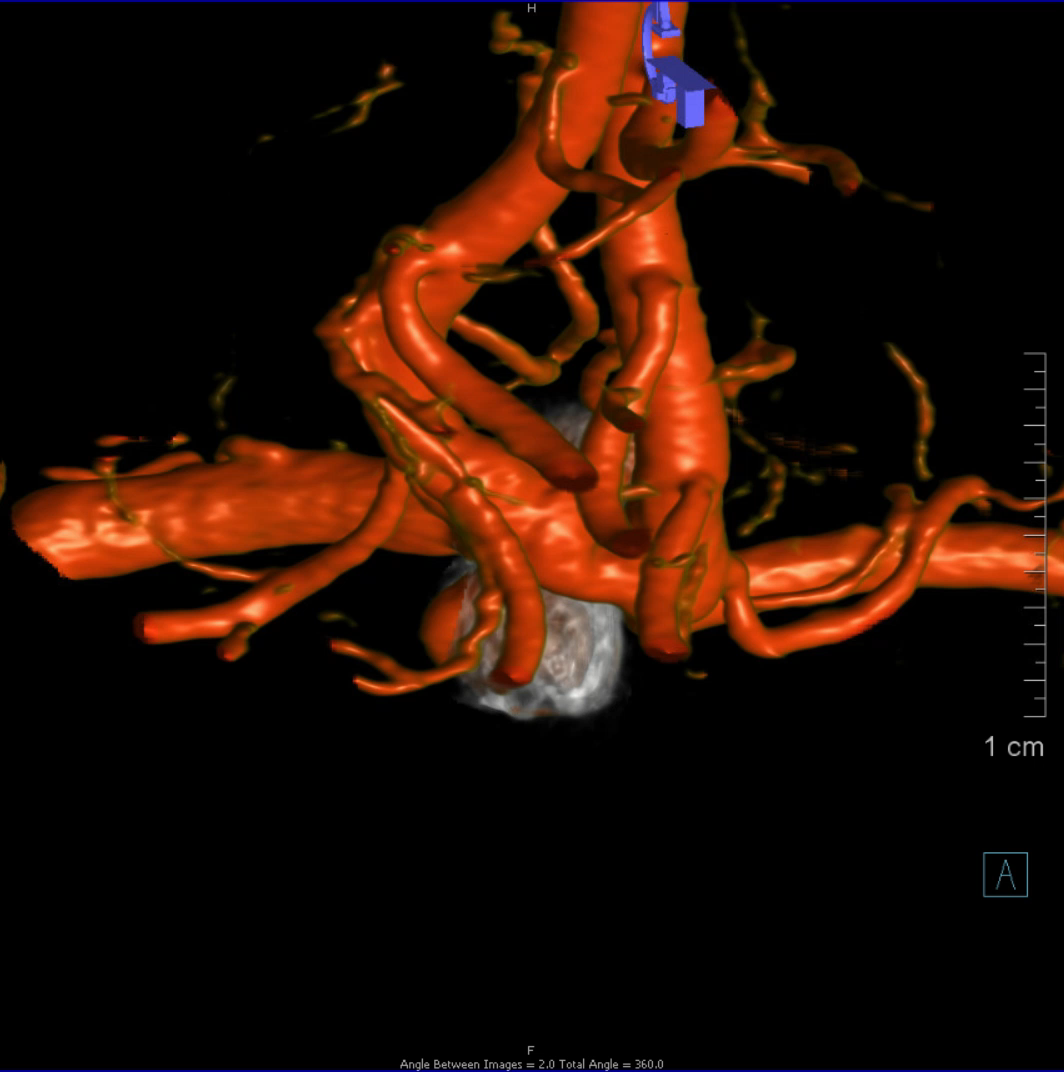 H
1 cm
A
F
Angle Between Images = 2.0 Total Angle = 360.0